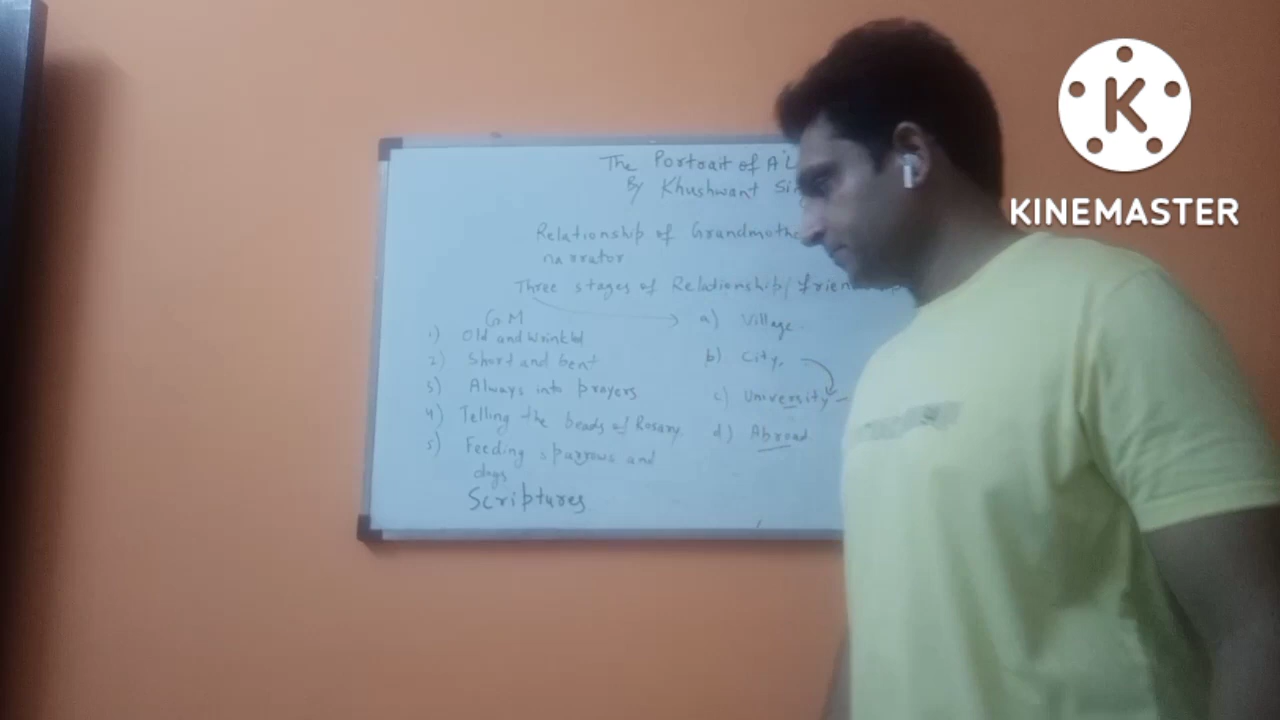 The Portrait of A L
By Khushwant Sin
Relationship of Grandmothe
narrator
Three stages of Relationship/friendship
G.M
1) Old and wrinkled
2) Short and bent
3) Always into prayers
4) Telling the beads of Rosary
5) Feeding sparrows and
dogs
Scriptures
a) Village
b) City
c) University –
d) Abroad
K
KINEMASTER